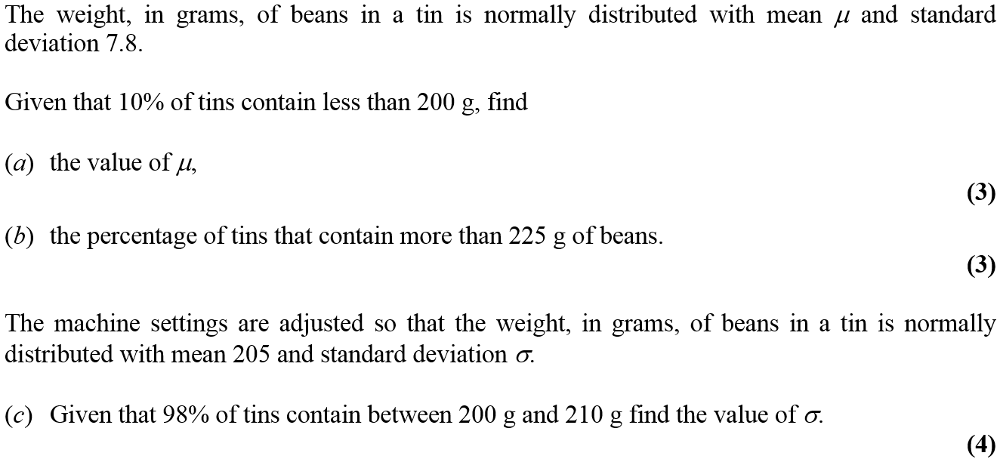 The weight, in grams, of beans in a tin is normally distributed with mean μ and standard
deviation 7.8.
Given that 10% of tins contain less than 200 g, find
(a) the value of μ,
(3)
(b) the percentage of tins that contain more than 225 g of beans.
(3)
The machine settings are adjusted so that the weight, in grams, of beans in a tin is normally
distributed with mean 205 and standard deviation σ.
(c) Given that 98% of tins contain between 200 g and 210 g find the value of σ.
(4)